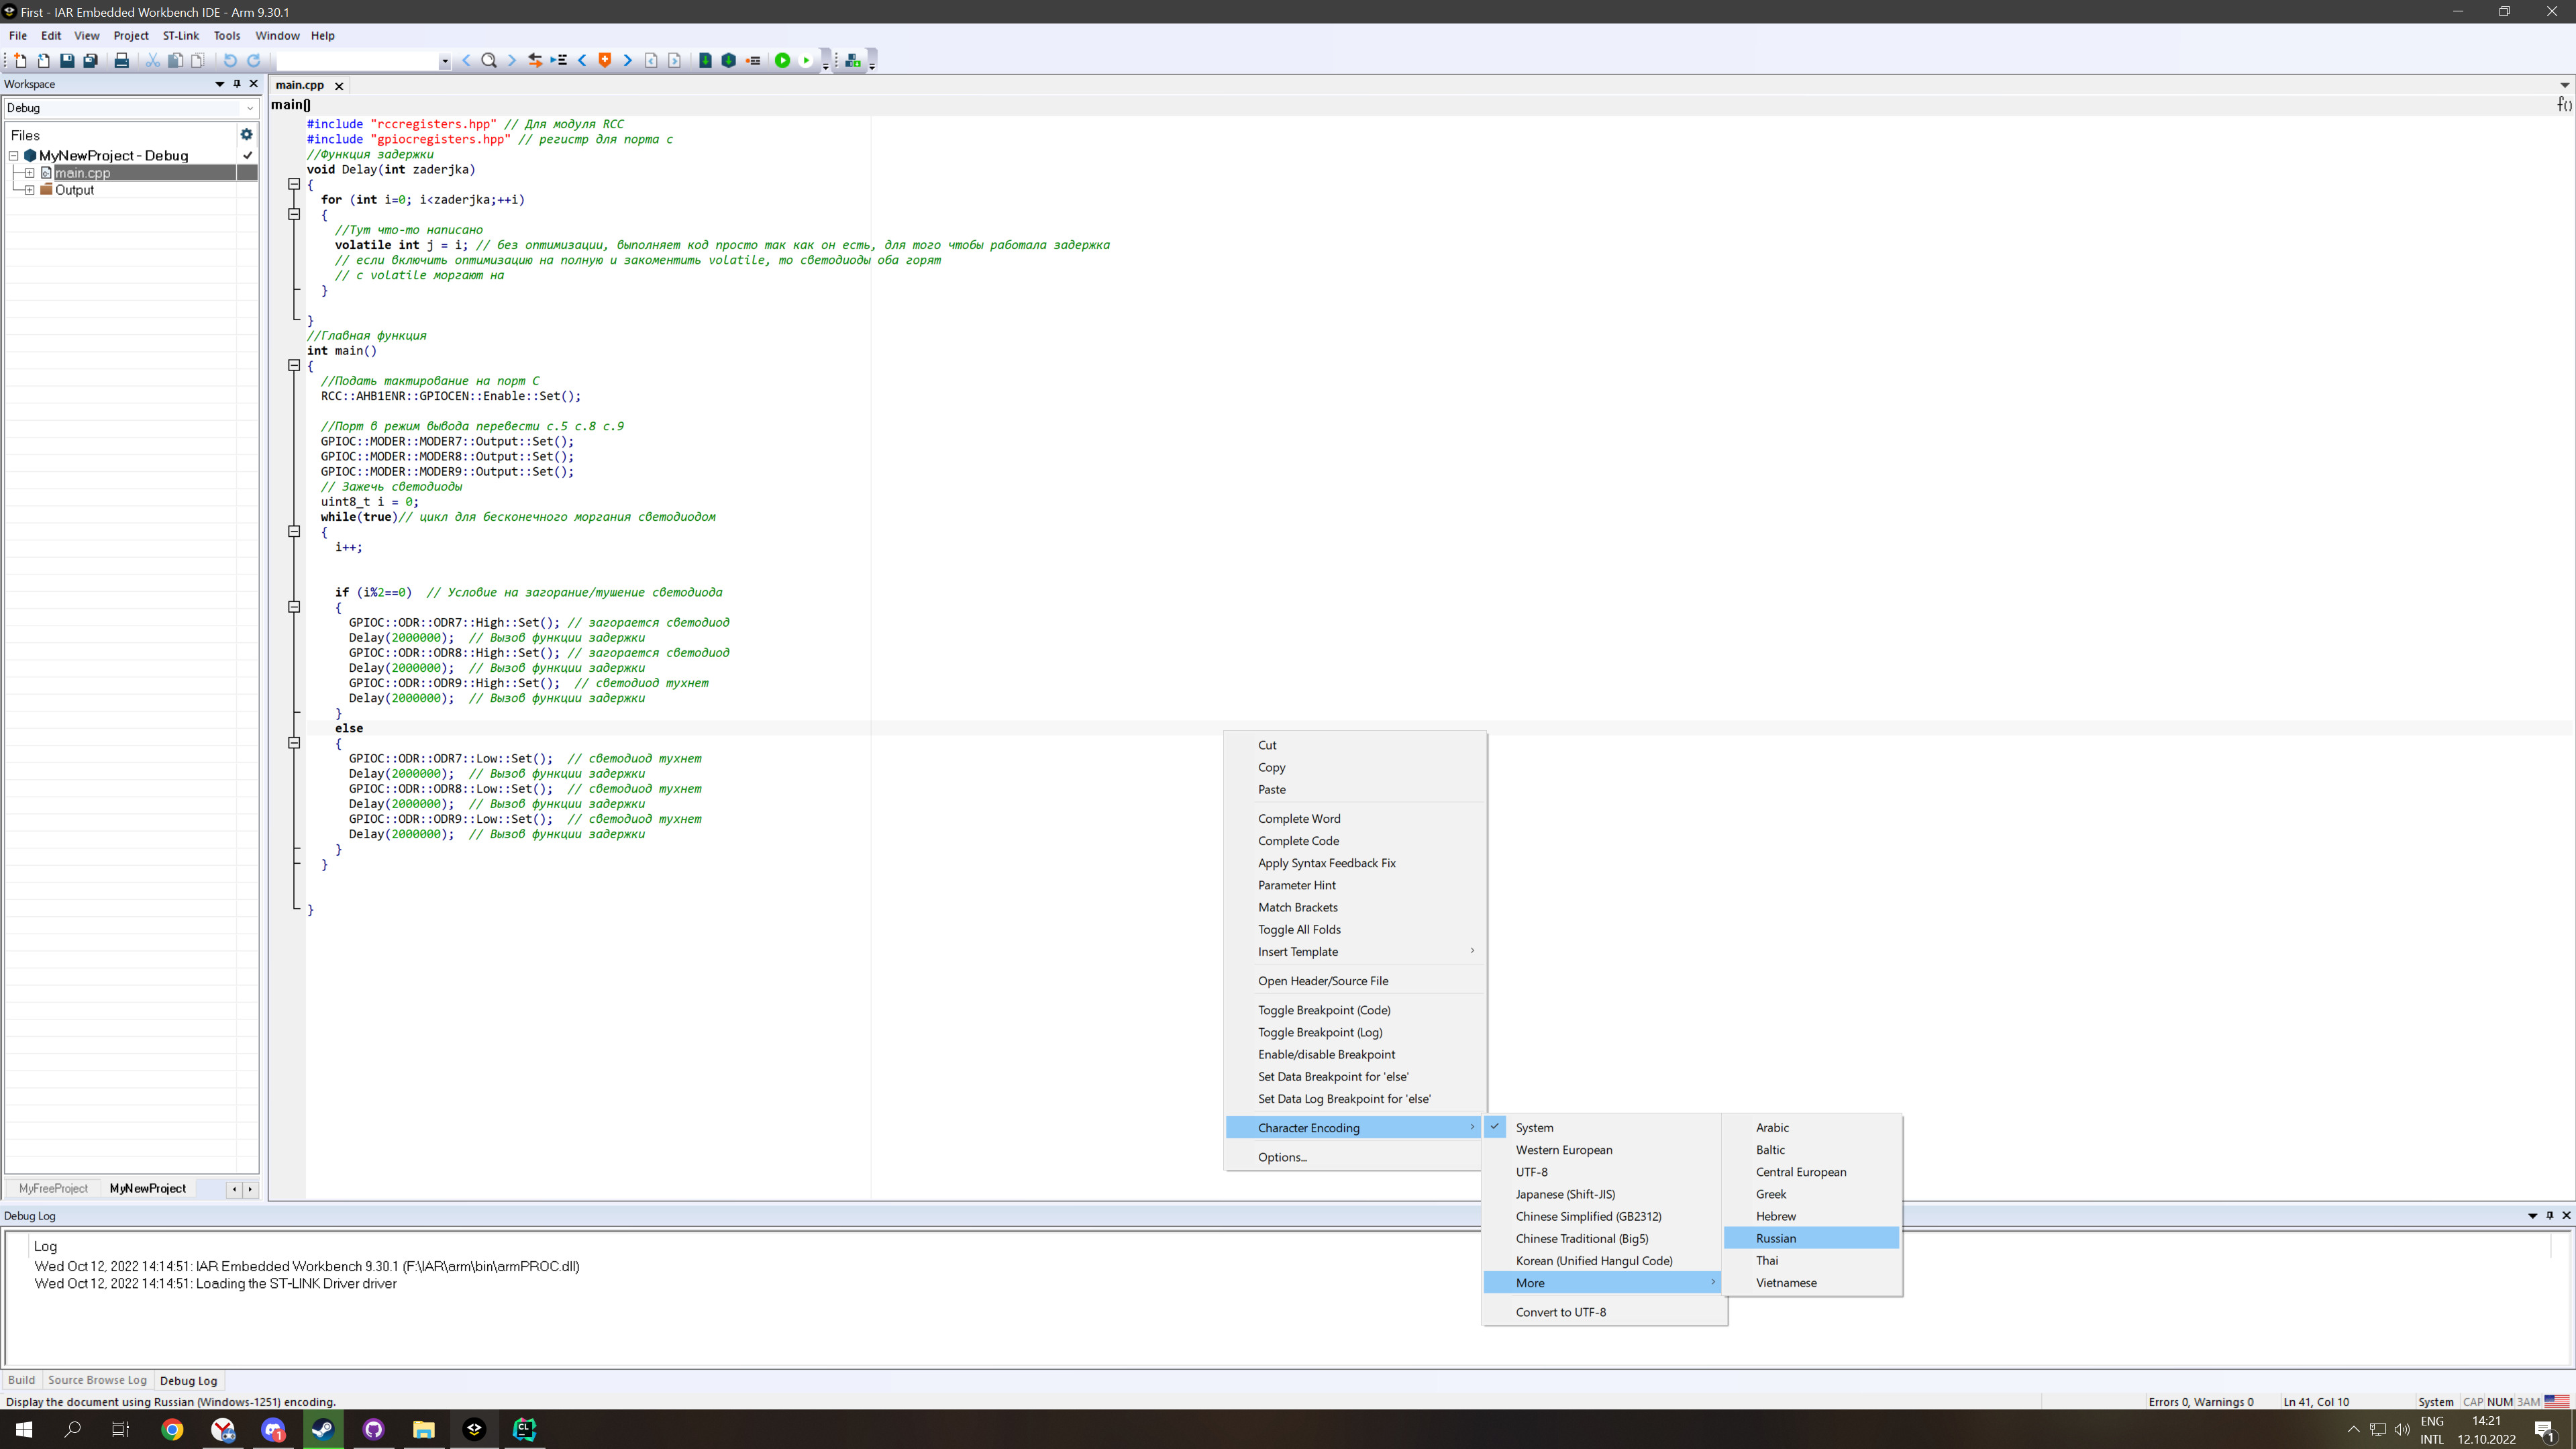 First - IAR Embedded Workbench IDE - Arm 9.30.1
File Edit View Project ST-Link Tools Window Help
Workspace
main.cpp
Debug
main()
f()
Files
MyNewProject - Debug
main.cpp
Output
#include "rccregisters.hpp" // Для модуля RCC
#include "gpiocregisters.hpp" // регистр для порта с
//Функция задержки
void Delay(int zaderjka)
{
for (int i=0; i<zaderjka;++i)
{
//Тут что-то написано
volatile int j = i; // без оптимизации, выполняет код просто так как он есть, для того чтобы работала задержка
// если включить оптимизацию на полную и закоментить volatile, то светодиоды оба горят
// с volatile моргают на
}
}
//Главная функция
int main()
{
//Подать тактирование на порт С
RCC::AHB1ENR::GPIOCEN::Enable::Set();
//Порт в режим вывода перевести с.5 с.8 с.9
GPIOC::MODER::MODER7::Output::Set();
GPIOC::MODER::MODER8::Output::Set();
GPIOC::MODER::MODER9::Output::Set();
// Зажечь светодиоды
uint8_t i = 0;
while(true)// цикл для бесконечного моргания светодиодом
{
i++;
if (i%2==0) // Условие на загорание/тушение светодиода
{
GPIOC::ODR::ODR7::High::Set(); // загорается светодиод
Delay(2000000); // Вызов функции задержки
GPIOC::ODR::ODR8::High::Set(); // загорается светодиод
Delay(2000000); // Вызов функции задержки
GPIOC::ODR::ODR9::High::Set(); // светодиод тухнет
Delay(2000000); // Вызов функции задержки
}
else
{
GPIOC::ODR::ODR7::Low::Set(); // светодиод тухнет
Delay(2000000); // Вызов функции задержки
GPIOC::ODR::ODR8::Low::Set(); // светодиод тухнет
Delay(2000000); // Вызов функции задержки
GPIOC::ODR::ODR9::Low::Set(); // светодиод тухнет
Delay(2000000); // Вызов функции задержки
}
}
}
Cut
Copy
Paste
Complete Word
Complete Code
Apply Syntax Feedback Fix
Parameter Hint
Match Brackets
Toggle All Folds
Insert Template
Open Header/Source File
Toggle Breakpoint (Code)
Toggle Breakpoint (Log)
Enable/disable Breakpoint
Set Data Breakpoint for 'else'
Set Data Log Breakpoint for 'else'
Character Encoding
Options...
System
Western European
UTF-8
Japanese (Shift-JIS)
Chinese Simplified (GB2312)
Chinese Traditional (Big5)
Korean (Unified Hangul Code)
More
Convert to UTF-8
Arabic
Baltic
Central European
Greek
Hebrew
Russian
Thai
Vietnamese
MyFreeProject MyNewProject
Debug Log
Log
Wed Oct 12, 2022 14:14:51: IAR Embedded Workbench 9.30.1 (F:\IAR\arm\bin\armPROC.dll)
Wed Oct 12, 2022 14:14:51: Loading the ST-LINK Driver driver
Build Source Browse Log Debug Log
Display the document using Russian (Windows-1251) encoding.
Errors 0, Warnings 0 Ln 41, Col 10 System CAP NUM ЗАМ
CL
1
ENG
INTL
14:21
12.10.2022
1